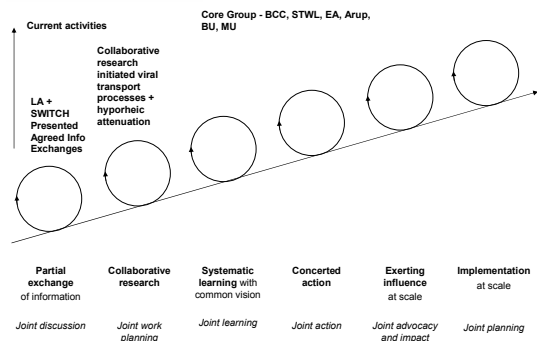 Core Group - BCC, STWL, EA, Arup,
BU, MU
Current activities
Collaborative
research
initiated viral
transport
processes +
hyporheic
attenuation
LA +
SWITCH
Presented
Agreed Info
Exchanges
Partial
exchange
of information
Collaborative
research
Systematic
learning with
common vision
Concerted
action
Exerting
influence
at scale
Implementation
at scale
Joint discussion
Joint work
planning
Joint learning
Joint action
Joint advocacy
and impact
Joint planning